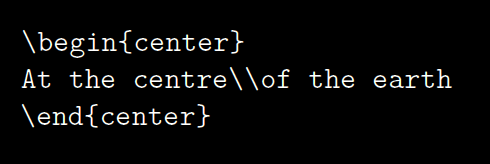 \begin{center}
At the centre\\of the earth
\end{center}